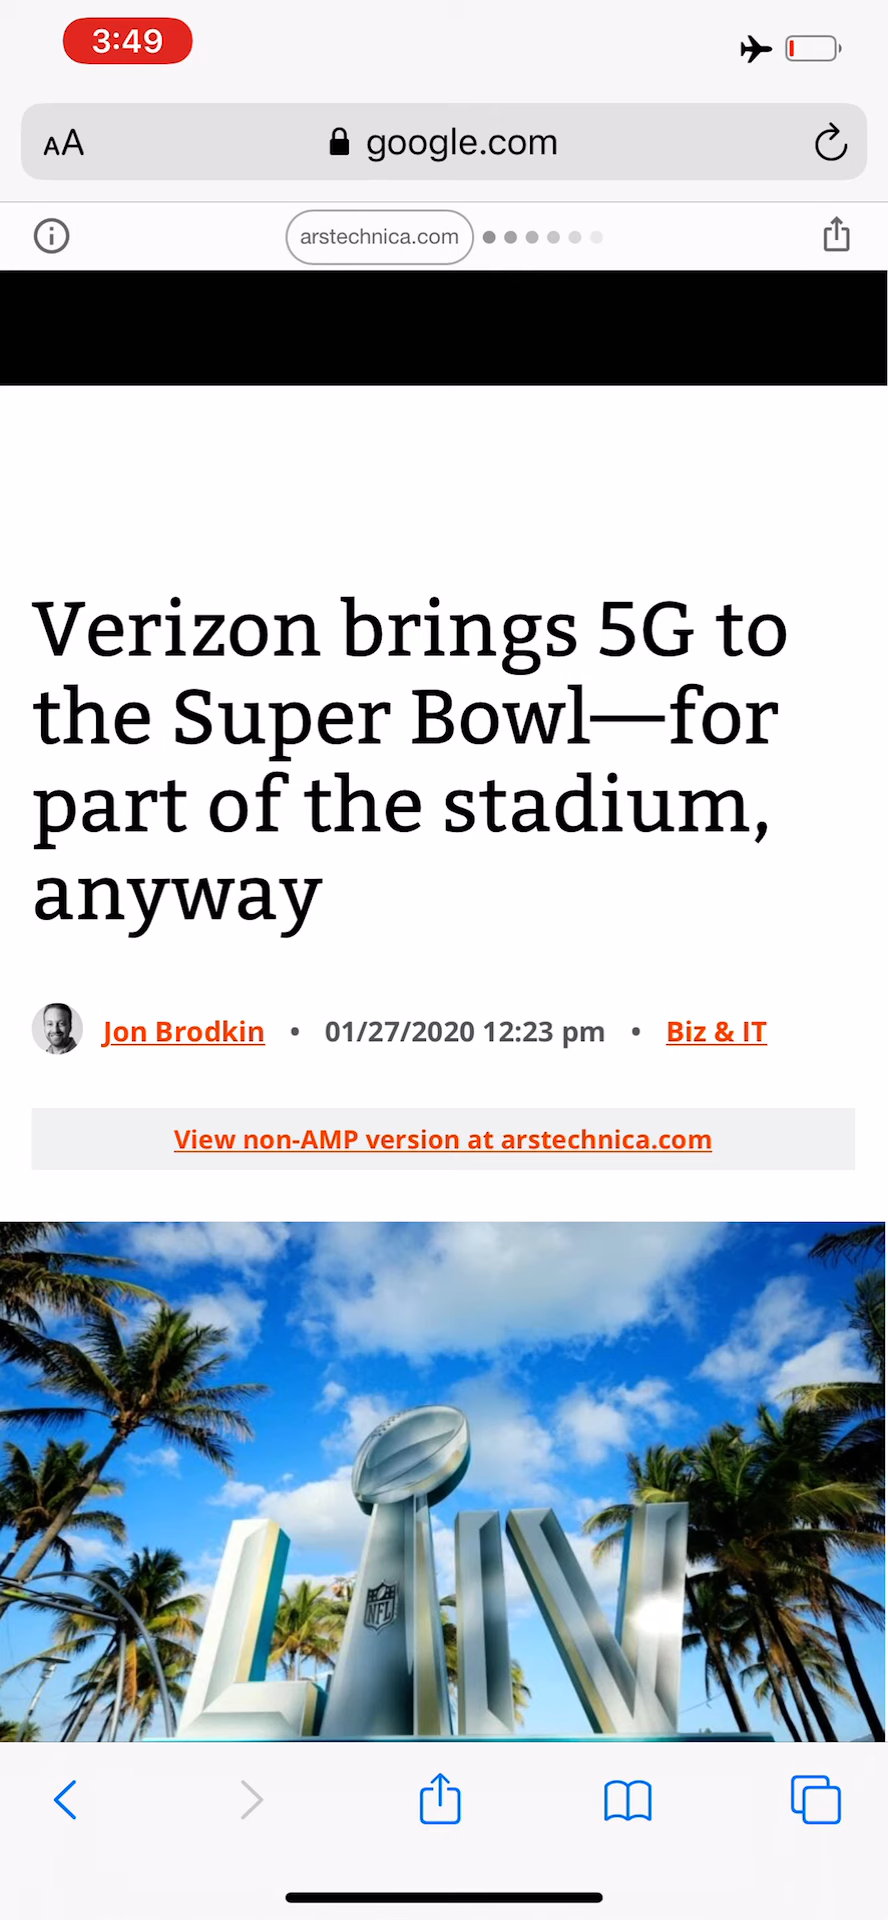 3:49
AA
google.com
arstechnica.com
Verizon brings 5G to
the Super Bowl—for
part of the stadium,
anyway
Jon Brodkin • 01/27/2020 12:23 pm • Biz & IT
View non-AMP version at arstechnica.com
LIV
NFL